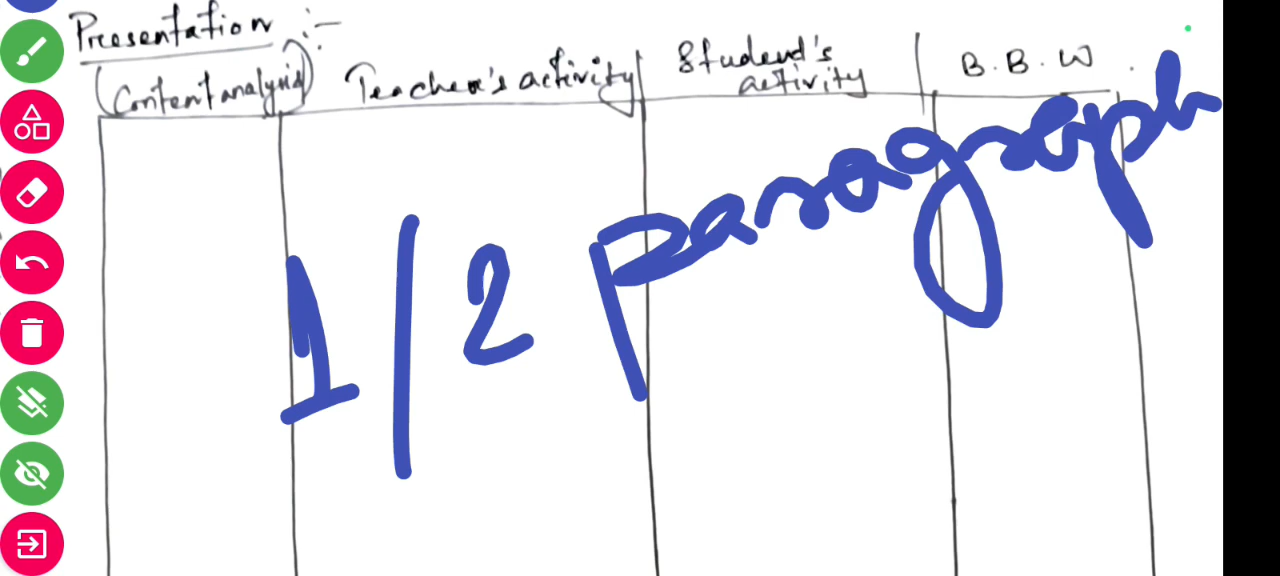 Presentation :-
(Content analysis) Teacher's activity Student's activity B.B.W.
1/2 paragraph